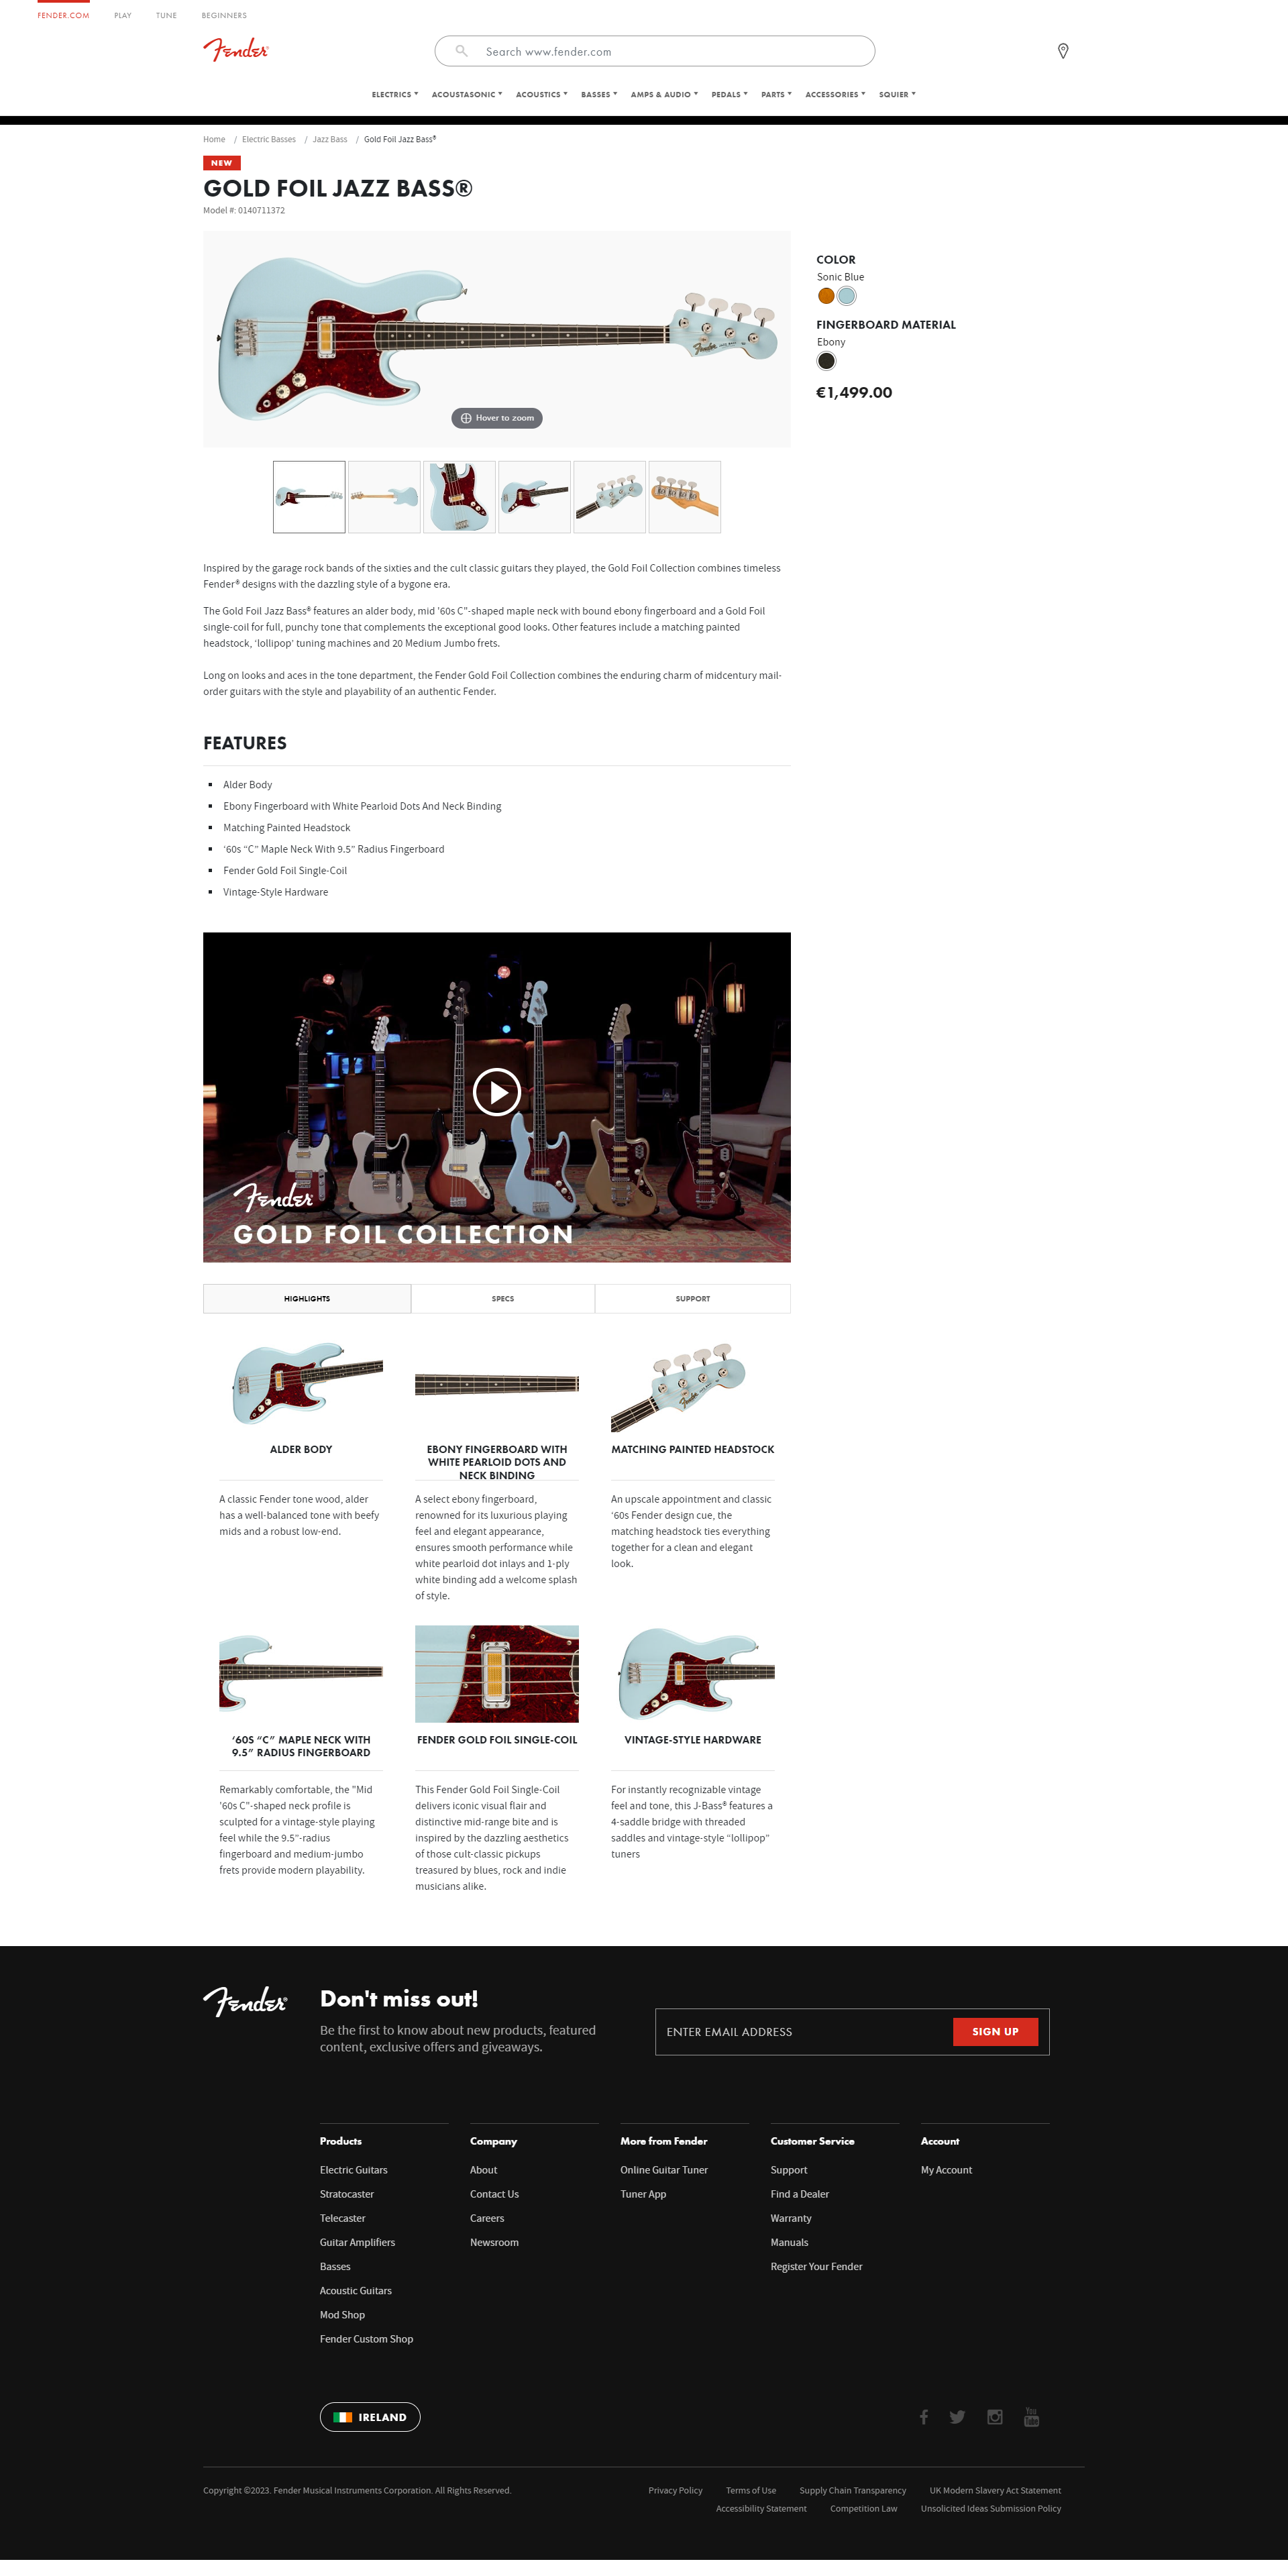 FENDER.COM PLAY TUNE BEGINNERS
Fender
Search www.fender.com
ELECTRICS ACOUSTASONIC ACOUSTICS BASSES AMPS & AUDIO PEDALS PARTS ACCESSORIES SQUIER
Home / Electric Basses / Jazz Bass / Gold Foil Jazz Bass®
NEW
GOLD FOIL JAZZ BASS®
Model #: 0140711372
Fender
Hover to zoom
COLOR
Sonic Blue
FINGERBOARD MATERIAL
Ebony
€1,499.00
Inspired by the garage rock bands of the sixties and the cult classic guitars they played, the Gold Foil Collection combines timeless
Fender® designs with the dazzling style of a bygone era.
The Gold Foil Jazz Bass® features an alder body, mid '60s C"-shaped maple neck with bound ebony fingerboard and a Gold Foil
single-coil for full, punchy tone that complements the exceptional good looks. Other features include a matching painted
headstock, ‘lollipop’ tuning machines and 20 Medium Jumbo frets.
Long on looks and aces in the tone department, the Fender Gold Foil Collection combines the enduring charm of midcentury mail-
order guitars with the style and playability of an authentic Fender.
FEATURES
Alder Body
Ebony Fingerboard with White Pearloid Dots And Neck Binding
Matching Painted Headstock
‘60s “C” Maple Neck With 9.5” Radius Fingerboard
Fender Gold Foil Single-Coil
Vintage-Style Hardware
Fender
GOLD FOIL COLLECTION
HIGHLIGHTS SPECS SUPPORT
Fender
ALDER BODY
A classic Fender tone wood, alder
has a well-balanced tone with beefy
mids and a robust low-end.
EBONY FINGERBOARD WITH
WHITE PEARLOID DOTS AND
NECK BINDING
A select ebony fingerboard,
renowned for its luxurious playing
feel and elegant appearance,
ensures smooth performance while
white pearloid dot inlays and 1-ply
white binding add a welcome splash
of style.
MATCHING PAINTED HEADSTOCK
An upscale appointment and classic
‘60s Fender design cue, the
matching headstock ties everything
together for a clean and elegant
look.
‘60S “C” MAPLE NECK WITH
9.5” RADIUS FINGERBOARD
Remarkably comfortable, the "Mid
'60s C"-shaped neck profile is
sculpted for a vintage-style playing
feel while the 9.5”-radius
fingerboard and medium-jumbo
frets provide modern playability.
FENDER GOLD FOIL SINGLE-COIL
This Fender Gold Foil Single-Coil
delivers iconic visual flair and
distinctive mid-range bite and is
inspired by the dazzling aesthetics
of those cult-classic pickups
treasured by blues, rock and indie
musicians alike.
VINTAGE-STYLE HARDWARE
For instantly recognizable vintage
feel and tone, this J-Bass® features a
4-saddle bridge with threaded
saddles and vintage-style “lollipop”
tuners
Fender®
Don't miss out!
Be the first to know about new products, featured
content, exclusive offers and giveaways.
ENTER EMAIL ADDRESS
SIGN UP
Products
Electric Guitars
Stratocaster
Telecaster
Guitar Amplifiers
Basses
Acoustic Guitars
Mod Shop
Fender Custom Shop
Company
About
Contact Us
Careers
Newsroom
More from Fender
Online Guitar Tuner
Tuner App
Customer Service
Support
Find a Dealer
Warranty
Manuals
Register Your Fender
Account
My Account
IRELAND
You
Tube
Copyright ©2023. Fender Musical Instruments Corporation. All Rights Reserved.
Privacy Policy Terms of Use Supply Chain Transparency UK Modern Slavery Act Statement
Accessibility Statement Competition Law Unsolicited Ideas Submission Policy